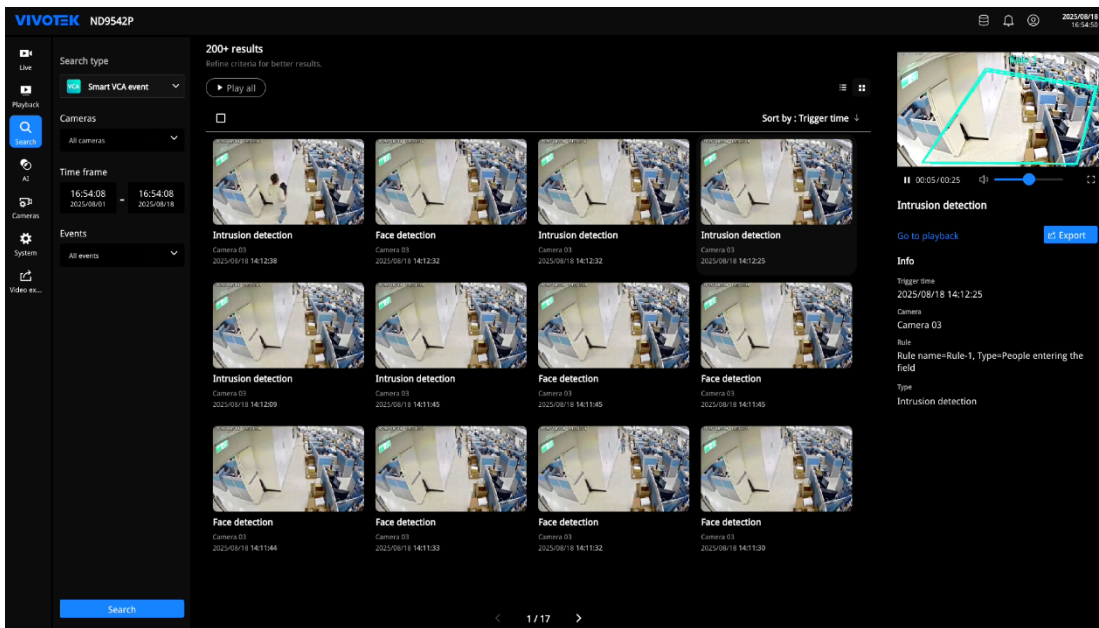 VIVOTEK ND9542P
2025/08/18
16:54:50
Live
Playback
Search
AI
Cameras
System
Video ex...
Search type
VCA Smart VCA event
Cameras
All cameras
Time frame
16:54:08 - 16:54:08
2025/08/01 2025/08/18
Events
All events
Search
200+ results
Refine criteria for better results.
Play all
Sort by : Trigger time ↓
Intrusion detection
Camera 03
2025/08/18 14:12:38
Face detection
Camera 03
2025/08/18 14:12:32
Intrusion detection
Camera 03
2025/08/18 14:12:32
Intrusion detection
Camera 03
2025/08/18 14:12:25
Intrusion detection
Camera 03
2025/08/18 14:12:09
Intrusion detection
Camera 03
2025/08/18 14:11:45
Face detection
Camera 03
2025/08/18 14:11:45
Face detection
Camera 03
2025/08/18 14:11:45
Face detection
Camera 03
2025/08/18 14:11:44
Face detection
Camera 03
2025/08/18 14:11:33
Face detection
Camera 03
2025/08/18 14:11:32
Face detection
Camera 03
2025/08/18 14:11:30
1 / 17
Rule-1
00:05/00:25
Intrusion detection
Go to playback
Export
Info
Trigger time
2025/08/18 14:12:25
Camera
Camera 03
Rule
Rule name=Rule-1, Type=People entering the
field
Type
Intrusion detection